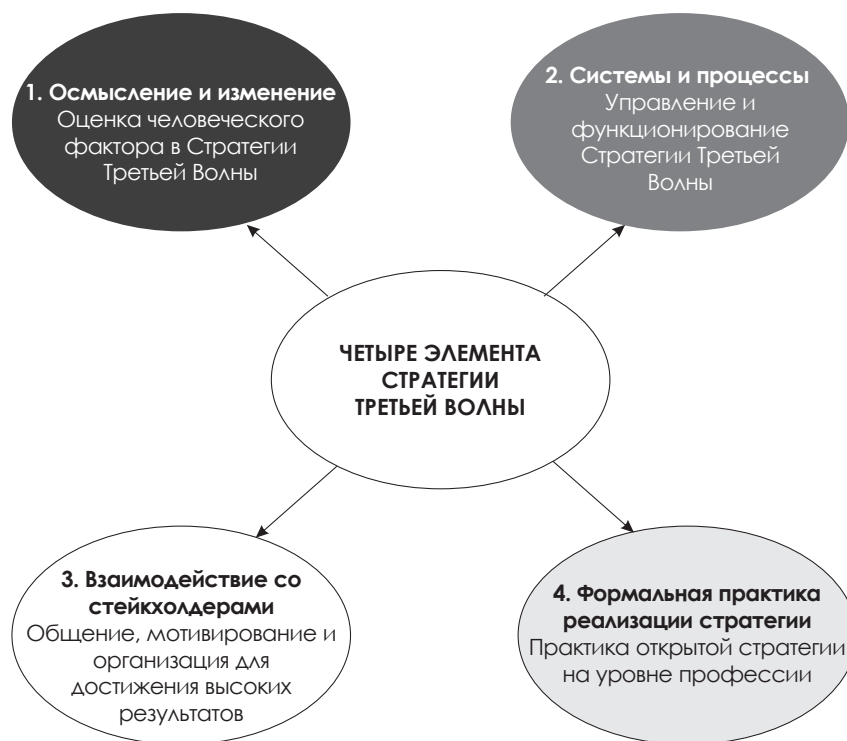 1. Осмысление и изменение
Оценка человеческого
фактора в Стратегии
Третьей Волны
2. Системы и процессы
Управление и
функционирование
Стратегии Третьей
Волны
ЧЕТЫРЕ ЭЛЕМЕНТА
СТРАТЕГИИ
ТРЕТЬЕЙ ВОЛНЫ
3. Взаимодействие со
стейкхолдерами
Общение, мотивирование и
организация для
достижения высоких
результатов
4. Формальная практика
реализации стратегии
Практика открытой стратегии
на уровне профессии